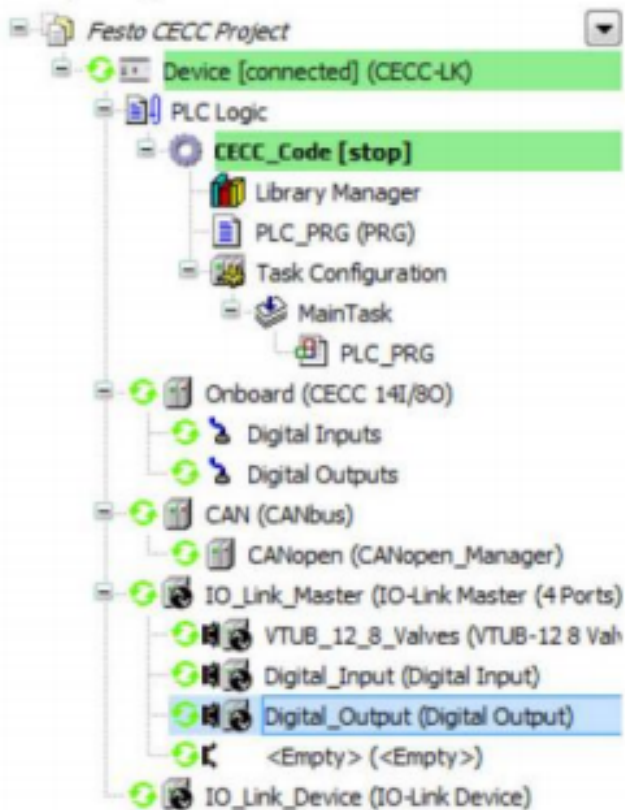 Festo CECC Project
Device [connected] (CECC-LK)
PLC Logic
CECC_Code [stop]
Library Manager
PLC_PRG (PRG)
Task Configuration
MainTask
PLC_PRG
Onboard (CECC 14I/8O)
Digital Inputs
Digital Outputs
CAN (CANbus)
CANopen (CANopen_Manager)
IO_Link_Master (IO-Link Master (4 Ports)
VTUB_12_8_Valves (VTUB-12 8 Valv
Digital_Input (Digital Input)
Digital_Output (Digital Output)
<Empty> (<Empty>)
IO_Link_Device (IO-Link Device)